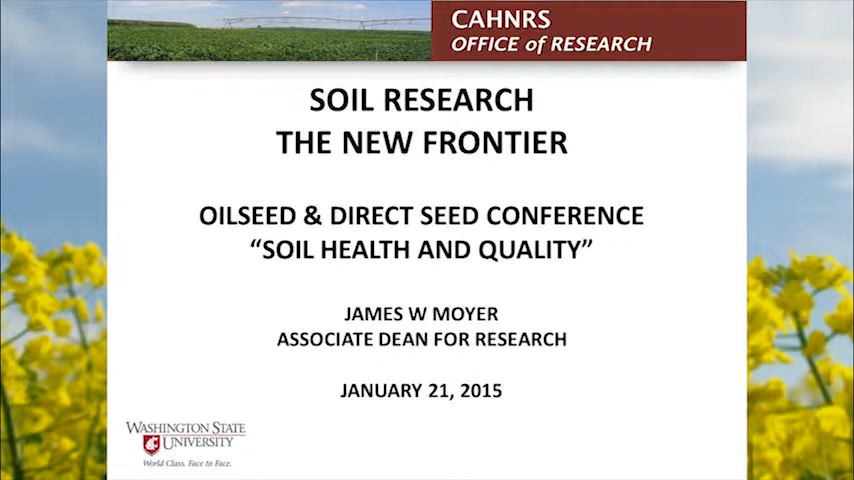 CAHNRS
OFFICE of RESEARCH
SOIL RESEARCH
THE NEW FRONTIER
OILSEED & DIRECT SEED CONFERENCE
“SOIL HEALTH AND QUALITY”
JAMES W MOYER
ASSOCIATE DEAN FOR RESEARCH
JANUARY 21, 2015
WASHINGTON STATE
UNIVERSITY
World Class. Face to Face.